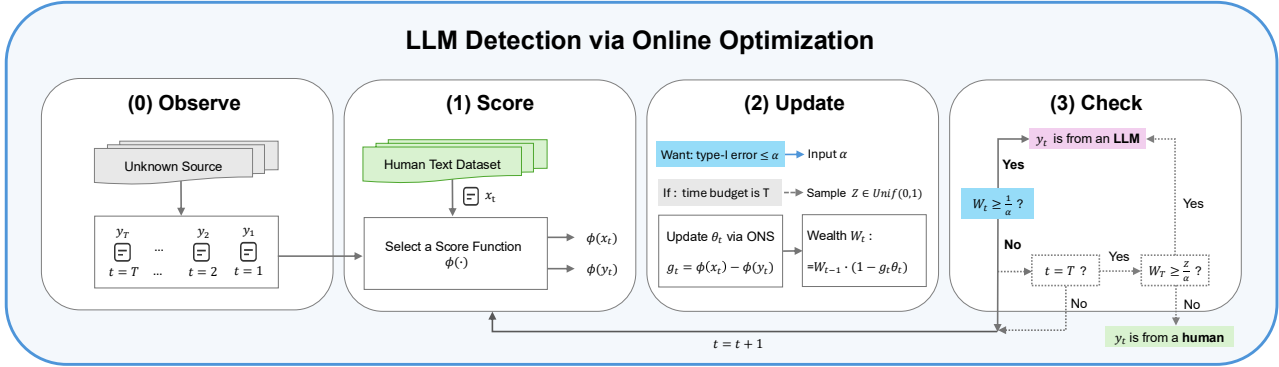 LLM Detection via Online Optimization
(0) Observe
Unknown Source
y_T ... y_2 y_1
t = T ... t = 2 t = 1
(1) Score
Human Text Dataset
x_t
Select a Score Function
ϕ(·)
ϕ(x_t)
ϕ(y_t)
(2) Update
Want: type-I error ≤ α
Input α
If : time budget is T
Sample Z ∈ Unif(0,1)
Update θ_t via ONS
g_t = ϕ(x_t) − ϕ(y_t)
Wealth W_t :
=W_{t−1} · (1 − g_tθ_t)
(3) Check
y_t is from an LLM
Yes
W_t ≥ 1/α ?
Yes
No
t = T ?
Yes
W_T ≥ Z/α ?
No
No
y_t is from a human
t = t + 1